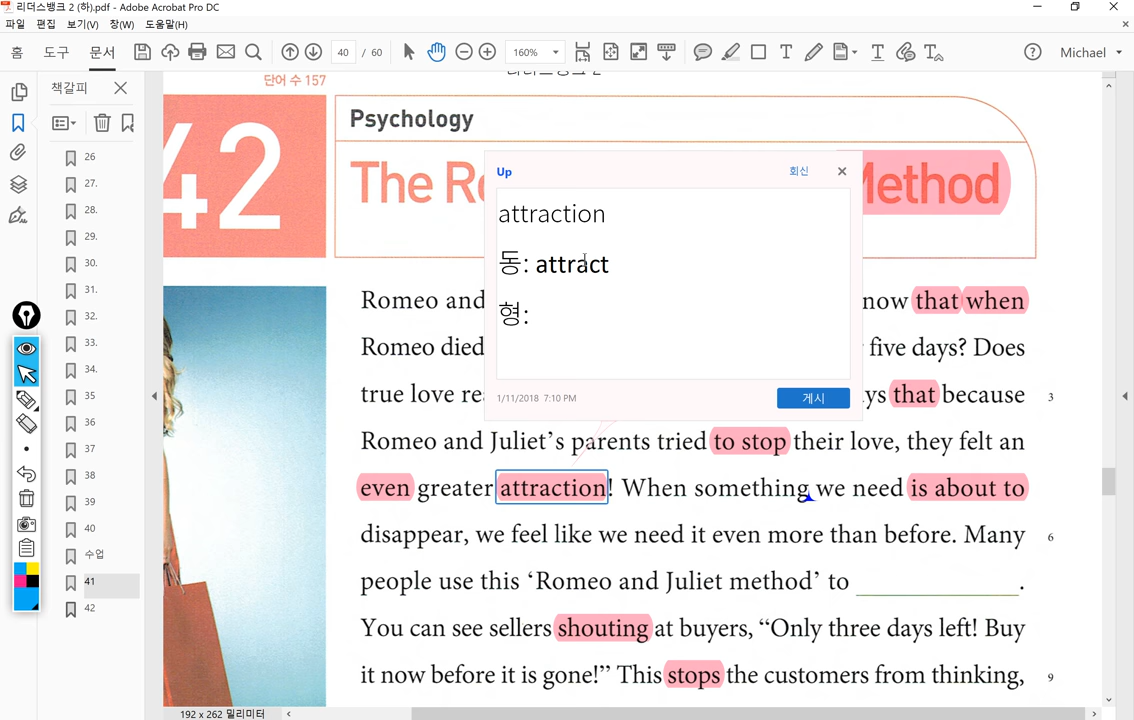 리더스뱅크 2 (하).pdf - Adobe Acrobat Pro DC
파일 편집 보기(V) 창(W) 도움말(H)
홈 도구 문서 40 / 60 160% Michael
책갈피
26
27.
28.
29.
30.
31.
32.
33.
34.
35
36
37
38
39
40
수업
41
42
단어 수 157
42
Psychology
The Ro
Method
Up 회신
attraction
동: attract
형:
1/11/2018 7:10 PM 게시
Romeo and now that when
Romeo died five days? Does
true love re ys that because 3
Romeo and Juliet's parents tried to stop their love, they felt an
even greater attraction! When something we need is about to
disappear, we feel like we need it even more than before. Many 6
people use this ‘Romeo and Juliet method’ to ____.
You can see sellers shouting at buyers, “Only three days left! Buy
it now before it is gone!” This stops the customers from thinking, 9
192 x 262 밀리미터